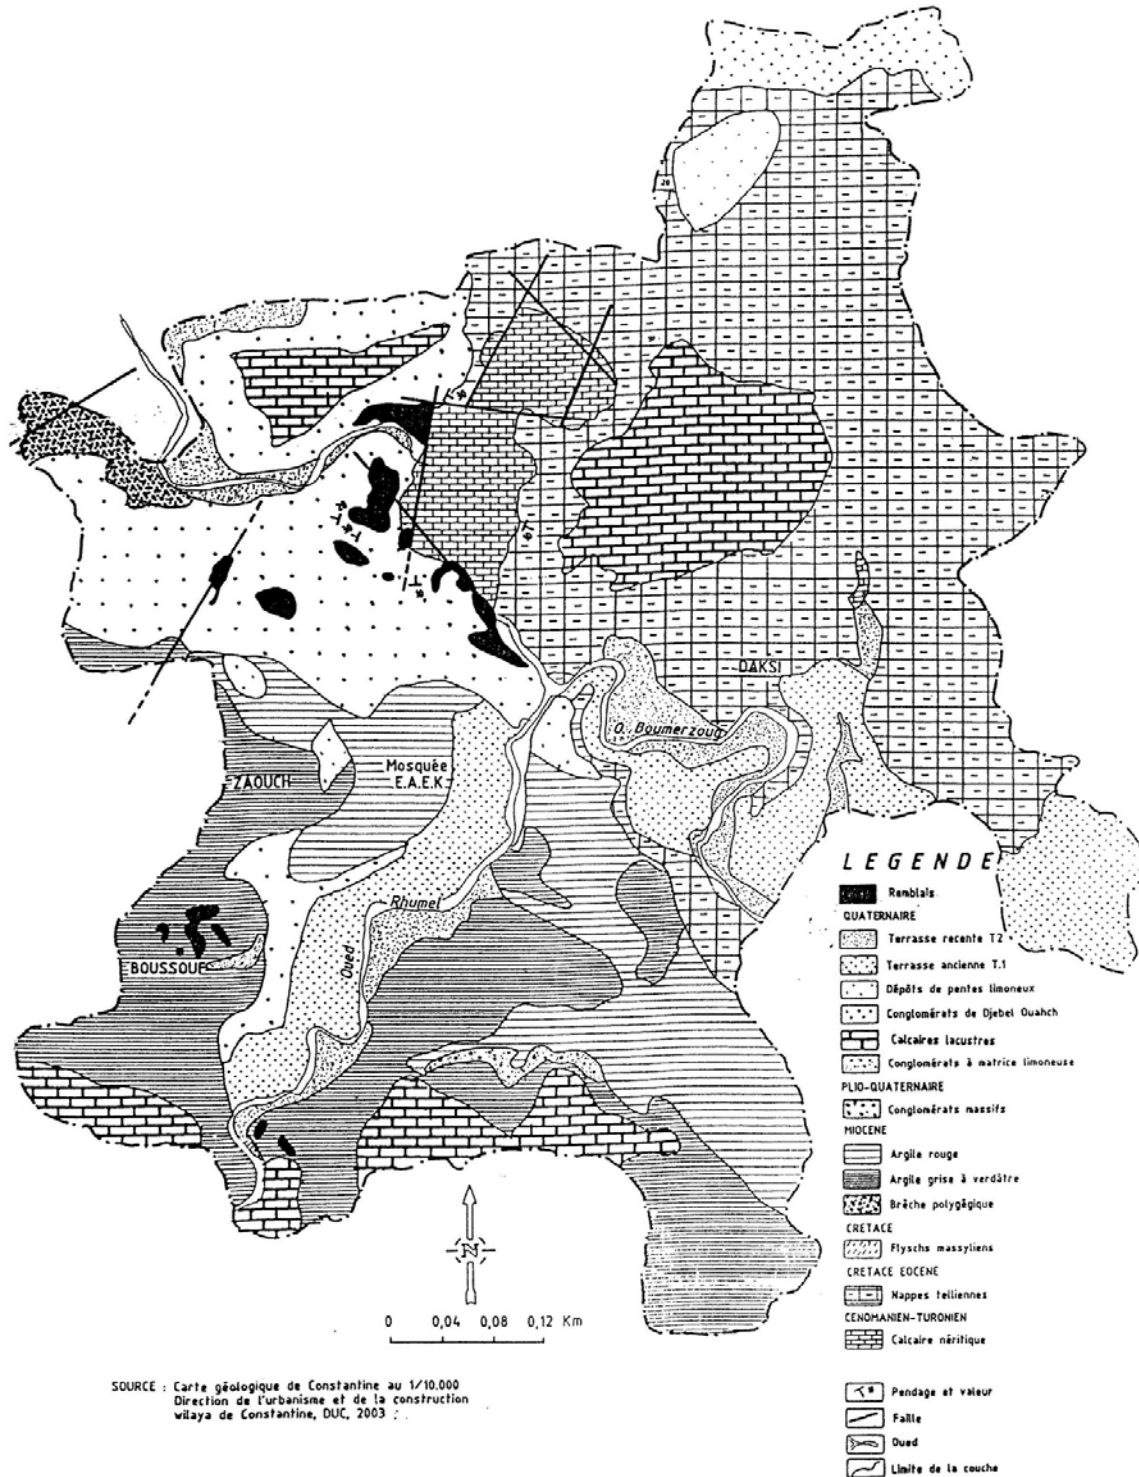 20
DAKSI
O. Boumerzoug
Mosquée
E.A.E.K
ZAOUCH
Rhumel
Oued
BOUSSOUF
LEGENDE
Remblais
QUATERNAIRE
Terrasse recente T2
Terrasse ancienne T.1
Dépôts de pentes limoneux
Conglomérats de Djebel Ouahch
Calcaires lacustres
Conglomérats à matrice limoneuse
PLIO-QUATERNAIRE
Conglomérats massifs
MIOCENE
Argile rouge
Argile grise à verdâtre
Brêche polygêgique
CRETACE
Flyschs massyliens
CRETACE EOCENE
Nappes telliennes
CENOMANIEN-TURONIEN
Calcaire néritique
Pendage et valeur
Faille
Oued
Limite de la couche
N
0 0,04 0,08 0,12 Km
SOURCE : Carte géologique de Constantine au 1/10,000
Direction de l'urbanisme et de la construction
wilaya de Constantine, DUC, 2003